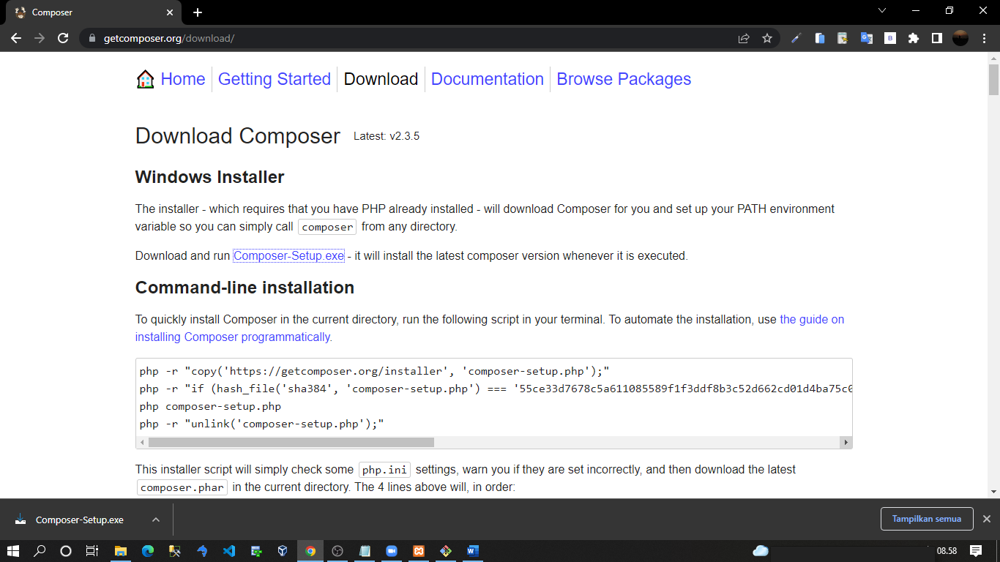 Composer
getcomposer.org/download/
B
Home
Getting Started
Download
Documentation
Browse Packages
Download Composer
Latest: v2.3.5
Windows Installer
The installer - which requires that you have PHP already installed - will download Composer for you and set up your PATH environment
variable so you can simply call composer from any directory.
Download and run Composer-Setup.exe - it will install the latest composer version whenever it is executed.
Command-line installation
To quickly install Composer in the current directory, run the following script in your terminal. To automate the installation, use the guide on
installing Composer programmatically.
php -r "copy('https://getcomposer.org/installer', 'composer-setup.php');"
php -r "if (hash_file('sha384', 'composer-setup.php') === '55ce33d7678c5a611085589f1f3ddf8b3c52d662cd01d4ba75c0
php composer-setup.php
php -r "unlink('composer-setup.php');"
This installer script will simply check some php.ini settings, warn you if they are set incorrectly, and then download the latest
composer.phar in the current directory. The 4 lines above will, in order:
Composer-Setup.exe
Tampilkan semua
08.58